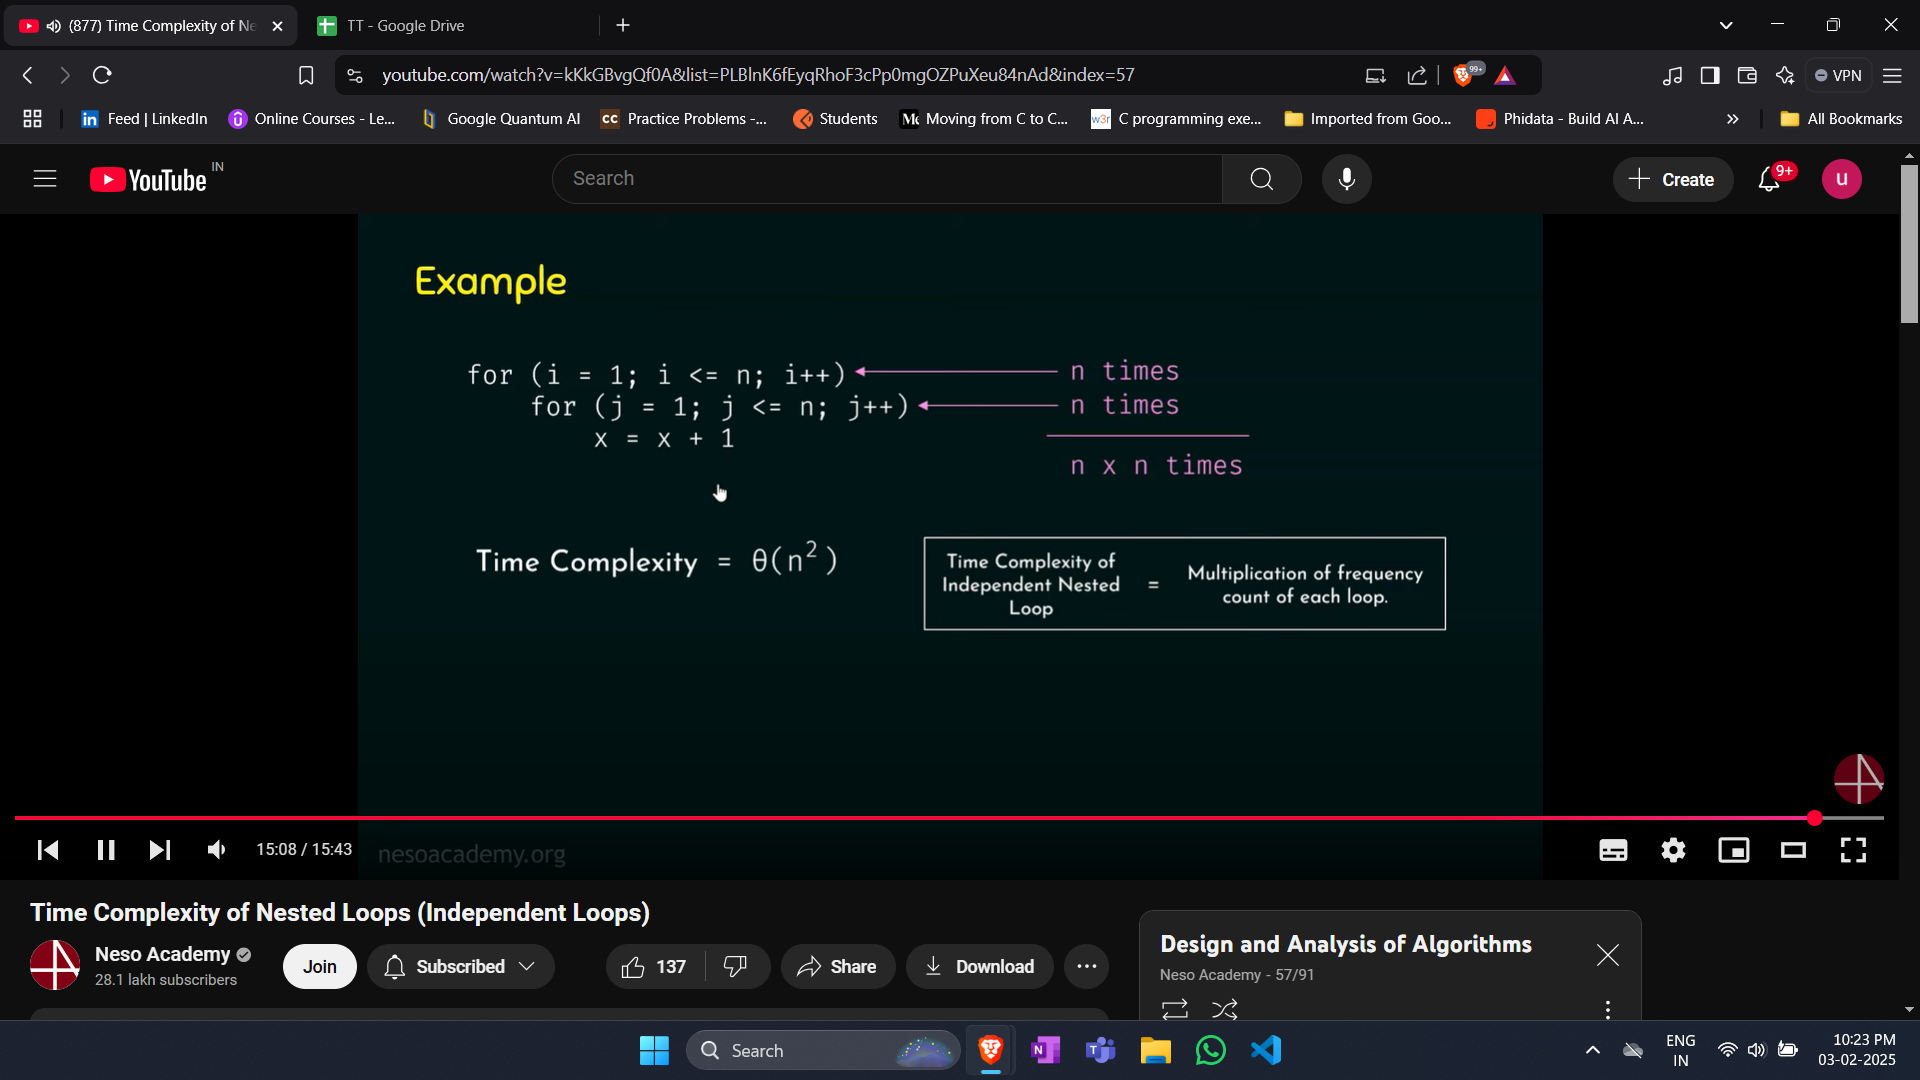 (877) Time Complexity of Ne
TT - Google Drive
youtube.com/watch?v=kKkGBvgQf0A&list=PLBlnK6fEyqRhoF3cPp0mgOZPuXeu84nAd&index=57
99+
VPN
Feed | LinkedIn
Online Courses - Le...
Google Quantum AI
CC Practice Problems -...
Students
Moving from C to C...
w3r C programming exe...
Imported from Goo...
Phidata - Build AI A...
All Bookmarks
YouTube IN
Search
Create
9+
u
Example
for (i = 1; i <= n; i++) n times
for (j = 1; j <= n; j++) n times
x = x + 1
n x n times
Time Complexity = θ(n²)
Time Complexity of
Independent Nested
Loop
=
Multiplication of frequency
count of each loop.
15:08 / 15:43
nesoacademy.org
Time Complexity of Nested Loops (Independent Loops)
Neso Academy
28.1 lakh subscribers
Join
Subscribed
137
Share
Download
Design and Analysis of Algorithms
Neso Academy - 57/91
Search
ENG
IN
10:23 PM
03-02-2025